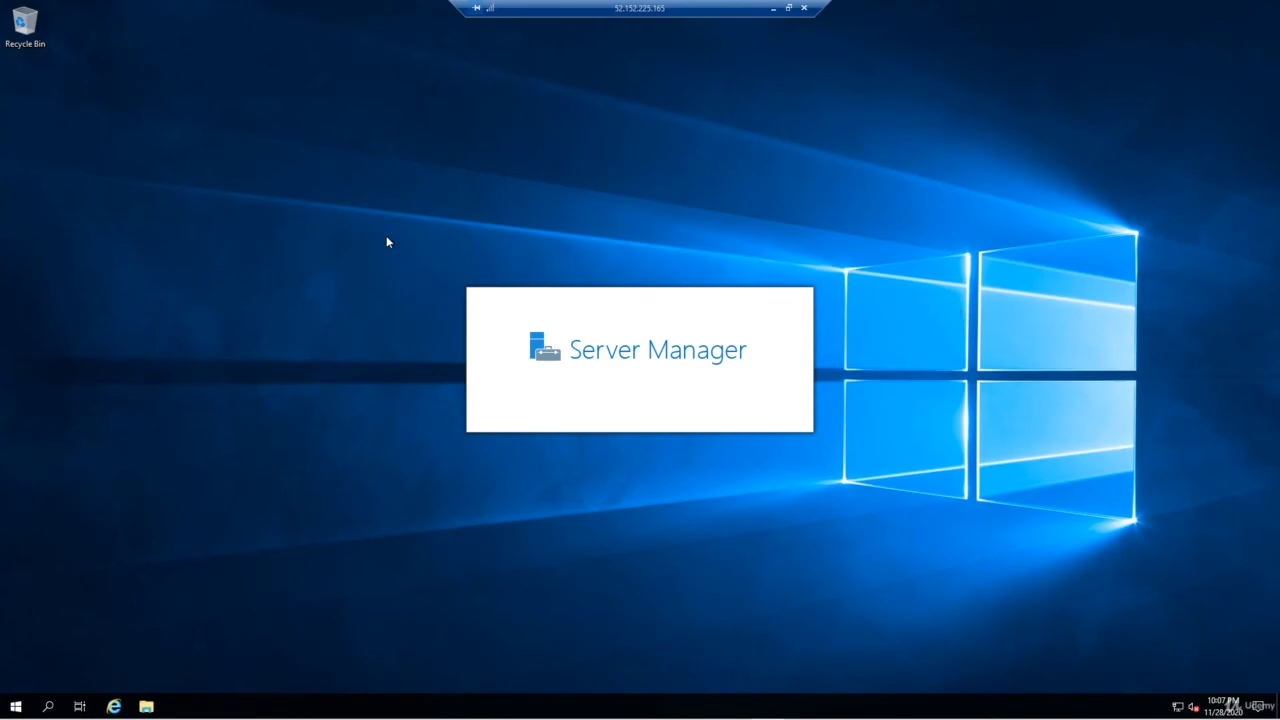 52.152.225.165
Recycle Bin
Server Manager
10:07 PM
11/28/2020
Udemy